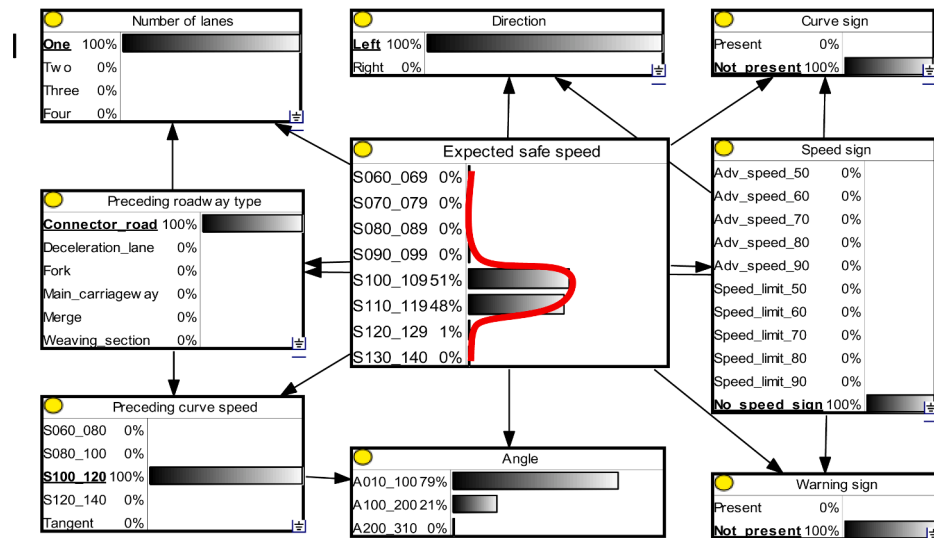 Number of lanes
One 100%
Two 0%
Three 0%
Four 0%
Direction
Left 100%
Right 0%
Curve sign
Present 0%
Not_present 100%
Preceding roadway type
Connector_road 100%
Deceleration_lane 0%
Fork 0%
Main_carriageway 0%
Merge 0%
Weaving_section 0%
Expected safe speed
S060_069 0%
S070_079 0%
S080_089 0%
S090_099 0%
S100_109 51%
S110_119 48%
S120_129 1%
S130_140 0%
Speed sign
Adv_speed_50 0%
Adv_speed_60 0%
Adv_speed_70 0%
Adv_speed_80 0%
Adv_speed_90 0%
Speed_limit_50 0%
Speed_limit_60 0%
Speed_limit_70 0%
Speed_limit_80 0%
Speed_limit_90 0%
No_speed_sign 100%
Preceding curve speed
S060_080 0%
S080_100 0%
S100_120 100%
S120_140 0%
Tangent 0%
Angle
A010_100 79%
A100_200 21%
A200_310 0%
Warning sign
Present 0%
Not_present 100%